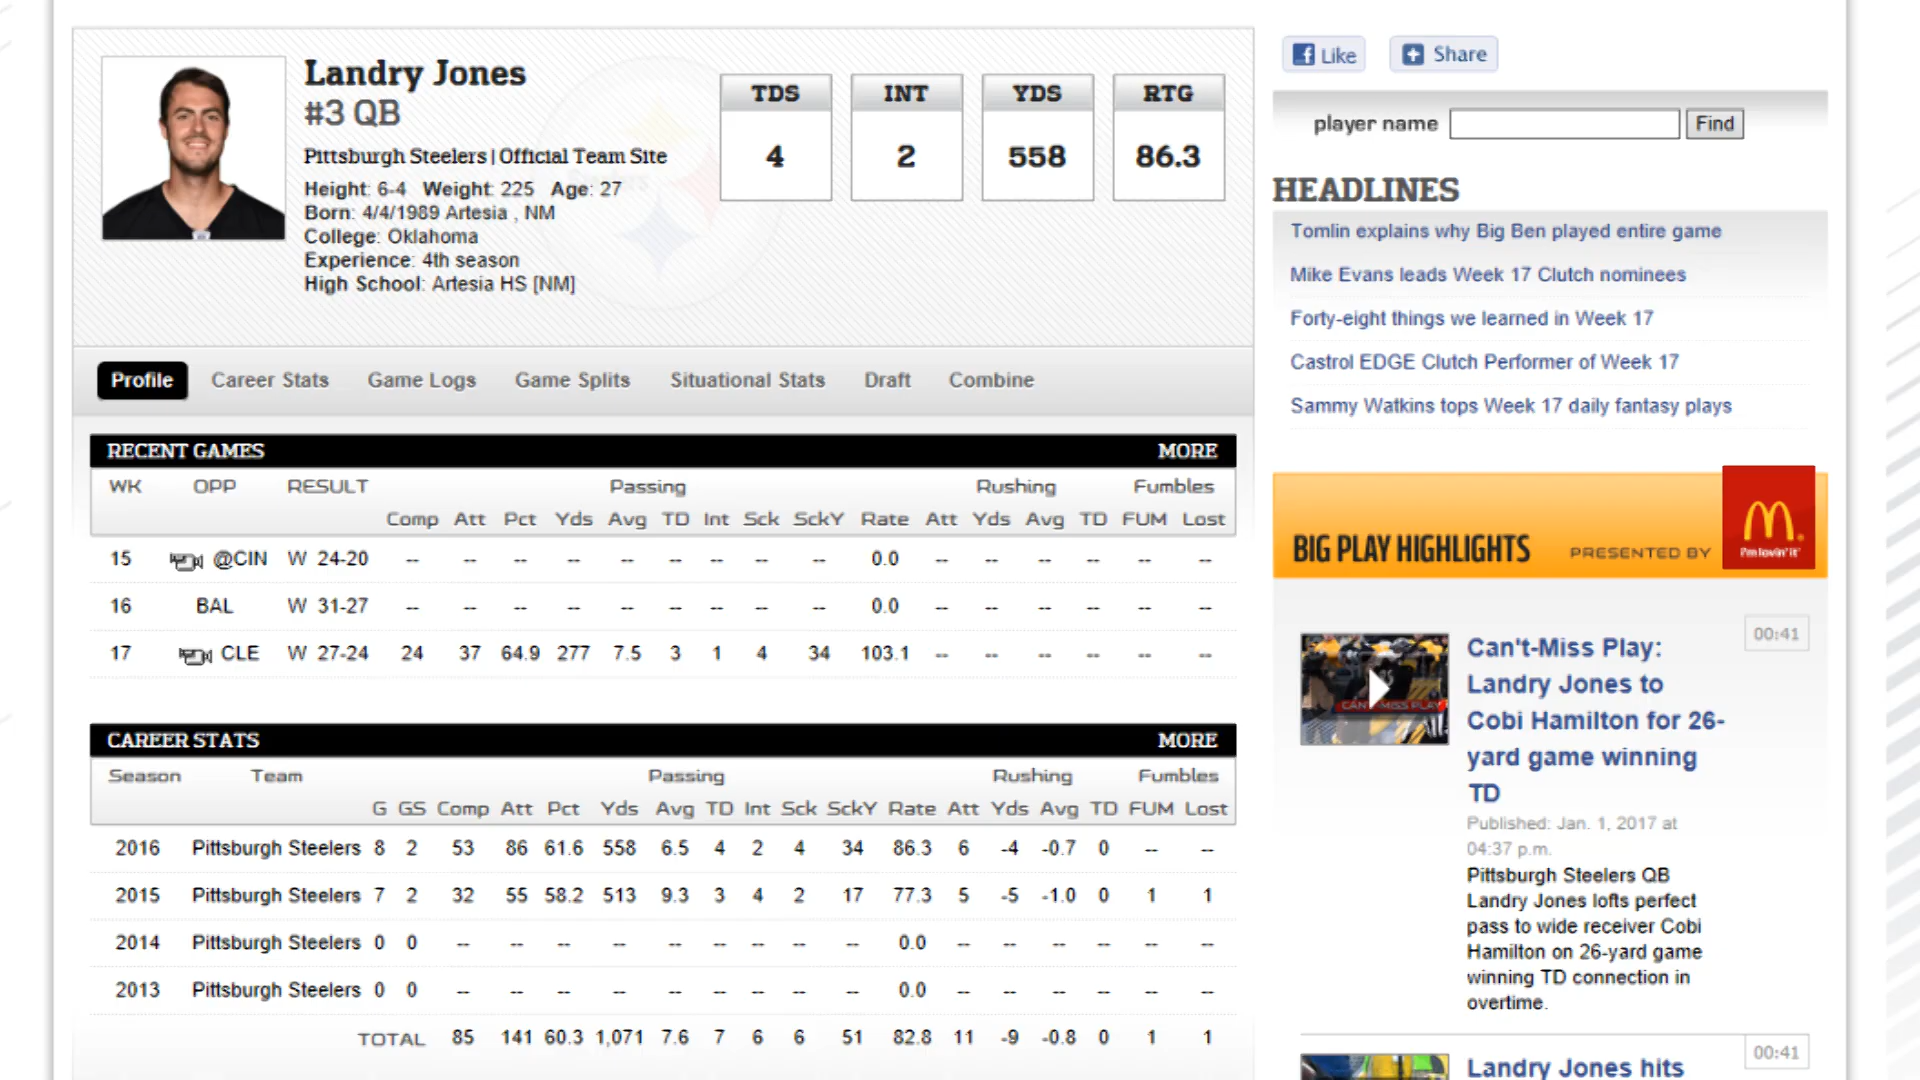 Landry Jones
#3 QB
Pittsburgh Steelers | Official Team Site
Height: 6-4 Weight: 225 Age: 27
Born: 4/4/1989 Artesia , NM
College: Oklahoma
Experience: 4th season
High School: Artesia HS [NM]
TDS INT YDS RTG
4 2 558 86.3
Profile Career Stats Game Logs Game Splits Situational Stats Draft Combine
RECENT GAMES MORE
WK OPP RESULT Passing Rushing Fumbles
Comp Att Pct Yds Avg TD Int Sck SckY Rate Att Yds Avg TD FUM Lost
15 @CIN W 24-20 -- -- -- -- -- -- -- -- -- 0.0 -- -- -- -- -- --
16 BAL W 31-27 -- -- -- -- -- -- -- -- -- 0.0 -- -- -- -- -- --
17 CLE W 27-24 24 37 64.9 277 7.5 3 1 4 34 103.1 -- -- -- -- -- --
CAREER STATS MORE
Season Team Passing Rushing Fumbles
G GS Comp Att Pct Yds Avg TD Int Sck SckY Rate Att Yds Avg TD FUM Lost
2016 Pittsburgh Steelers 8 2 53 86 61.6 558 6.5 4 2 4 34 86.3 6 -4 -0.7 0 -- --
2015 Pittsburgh Steelers 7 2 32 55 58.2 513 9.3 3 4 2 17 77.3 5 -5 -1.0 0 1 1
2014 Pittsburgh Steelers 0 0 -- -- -- -- -- -- -- -- -- 0.0 -- -- -- -- -- --
2013 Pittsburgh Steelers 0 0 -- -- -- -- -- -- -- -- -- 0.0 -- -- -- -- -- --
TOTAL 85 141 60.3 1,071 7.6 7 6 6 51 82.8 11 -9 -0.8 0 1 1
Like Share
player name Find
HEADLINES
Tomlin explains why Big Ben played entire game
Mike Evans leads Week 17 Clutch nominees
Forty-eight things we learned in Week 17
Castrol EDGE Clutch Performer of Week 17
Sammy Watkins tops Week 17 daily fantasy plays
BIG PLAY HIGHLIGHTS PRESENTED BY
i'm lovin' it
00:41
CAN'T-MISS PLAY
Can't-Miss Play:
Landry Jones to
Cobi Hamilton for 26-
yard game winning
TD
Published: Jan. 1, 2017 at
04:37 p.m.
Pittsburgh Steelers QB
Landry Jones lofts perfect
pass to wide receiver Cobi
Hamilton on 26-yard game
winning TD connection in
overtime.
00:41
Landry Jones hits